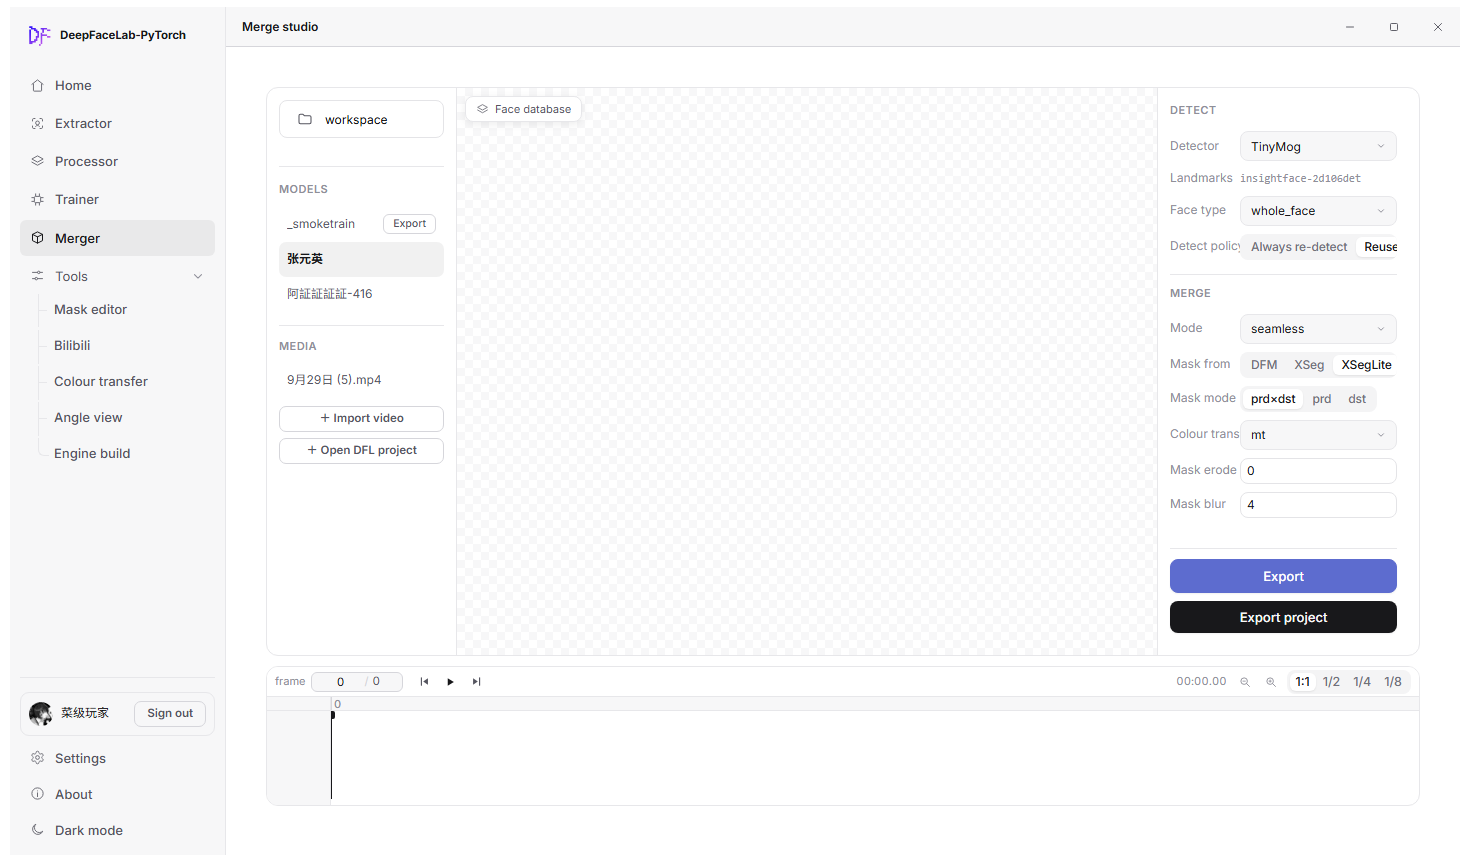 DeepFaceLab-PyTorch
Merge studio
Home
Extractor
Processor
Trainer
Merger
Tools
Mask editor
Bilibili
Colour transfer
Angle view
Engine build
菜级玩家
Sign out
Settings
About
Dark mode
workspace
MODELS
_smoketrain
Export
张元英
阿証証証証-416
MEDIA
9月29日 (5).mp4
+ Import video
+ Open DFL project
Face database
DETECT
Detector TinyMog
Landmarks insightface-2d106det
Face type whole_face
Detect policy Always re-detect Reuse
MERGE
Mode seamless
Mask from DFM XSeg XSegLite
Mask mode prd×dst prd dst
Colour trans mt
Mask erode 0
Mask blur 4
Export
Export project
frame 0 / 0
00:00.00 1:1 1/2 1/4 1/8
0